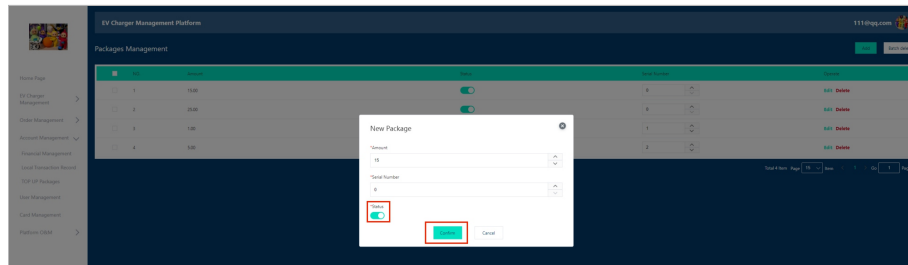 EV Charger Management Platform
111@qq.com
Packages Management
Add
Batch dele
Home Page
EV Charger
Management
Order Management
Account Management
Financial Management
Local Transaction Record
TOP UP Packages
User Management
Card Management
Platform O&M
NO.
Amount
Status
Serial Number
Operate
1
10.00
0
Edit Delete
2
20.00
0
Edit Delete
3
1.00
1
Edit Delete
4
5.00
2
Edit Delete
Total 4 Item Page 10 Item 1 Go 1 Pag
New Package
*Amount
15
*Serial Number
0
*Status
Confirm
Cancel